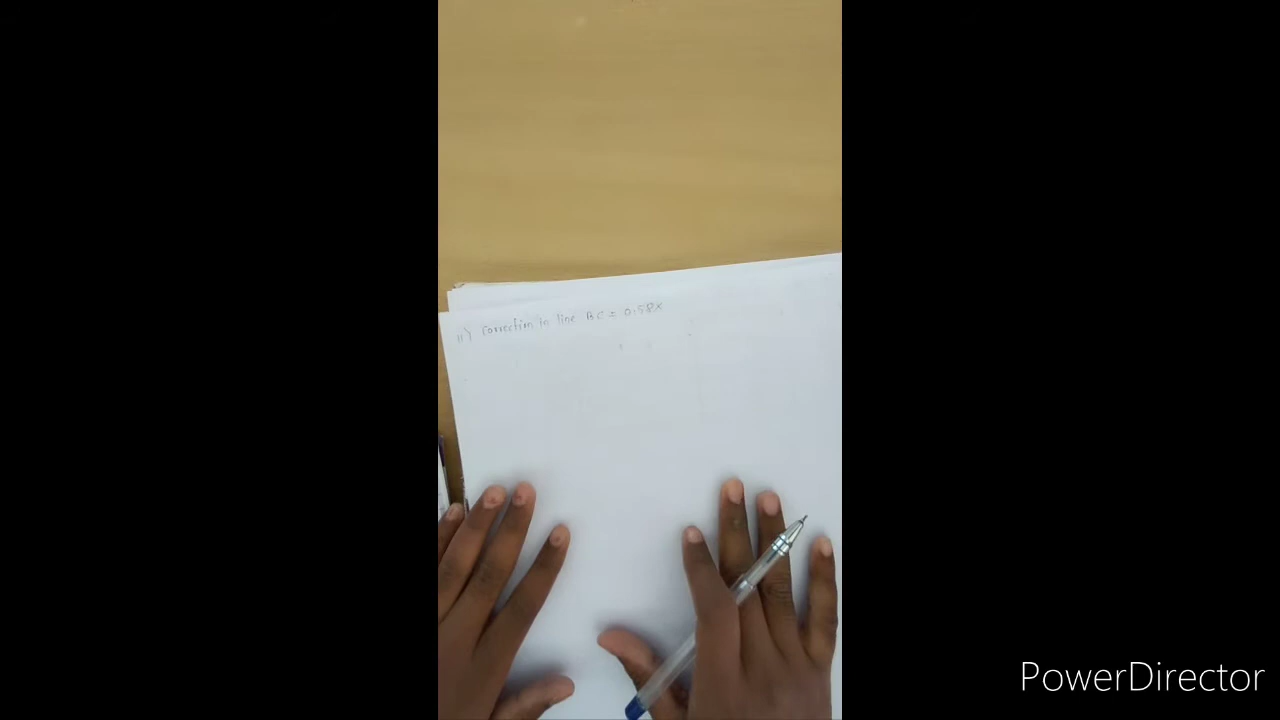 ii) Correction to line BC = 0.58x
PowerDirector